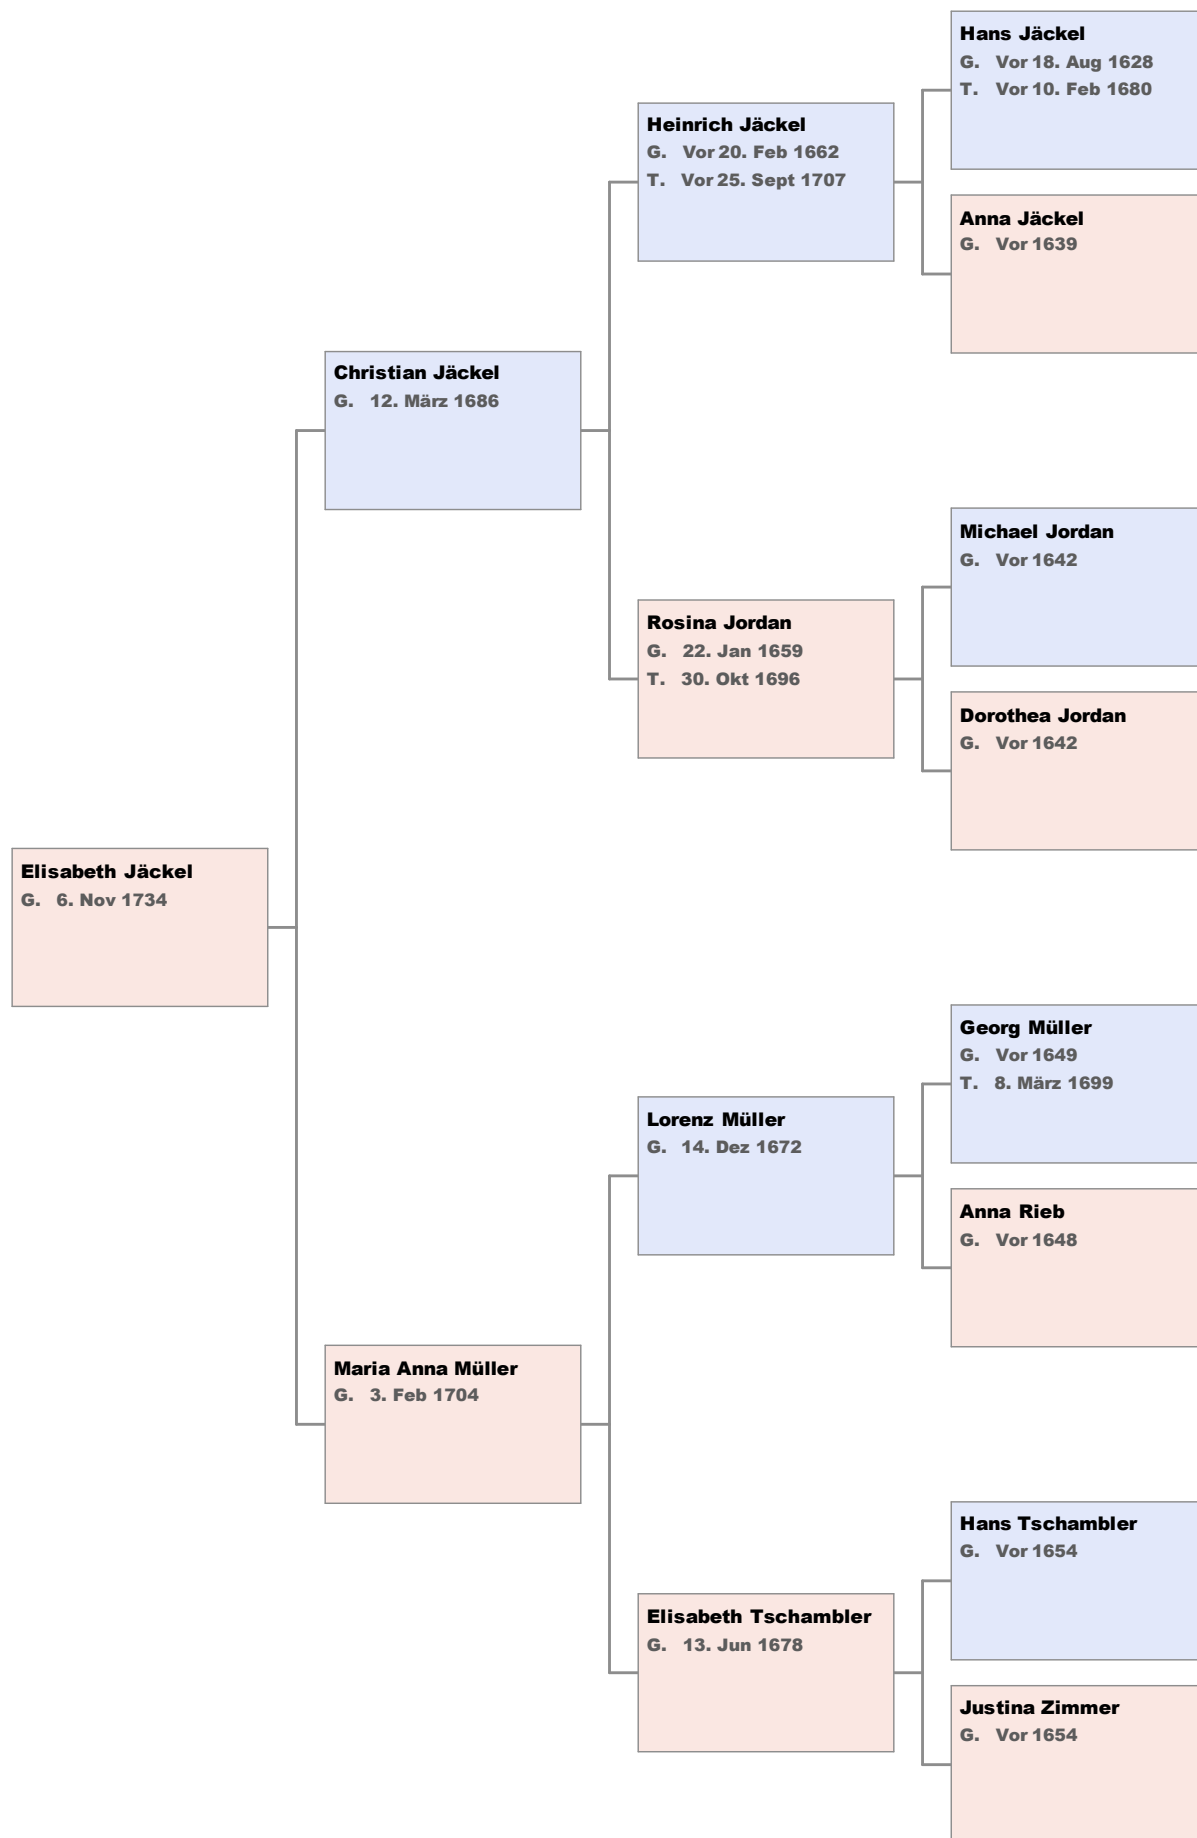 Hans Jäckel
G. Vor 18. Aug 1628
T. Vor 10. Feb 1680
Heinrich Jäckel
G. Vor 20. Feb 1662
T. Vor 25. Sept 1707
Anna Jäckel
G. Vor 1639
Christian Jäckel
G. 12. März 1686
Michael Jordan
G. Vor 1642
Rosina Jordan
G. 22. Jan 1659
T. 30. Okt 1696
Dorothea Jordan
G. Vor 1642
Elisabeth Jäckel
G. 6. Nov 1734
Georg Müller
G. Vor 1649
T. 8. März 1699
Lorenz Müller
G. 14. Dez 1672
Anna Rieb
G. Vor 1648
Maria Anna Müller
G. 3. Feb 1704
Hans Tschambler
G. Vor 1654
Elisabeth Tschambler
G. 13. Jun 1678
Justina Zimmer
G. Vor 1654